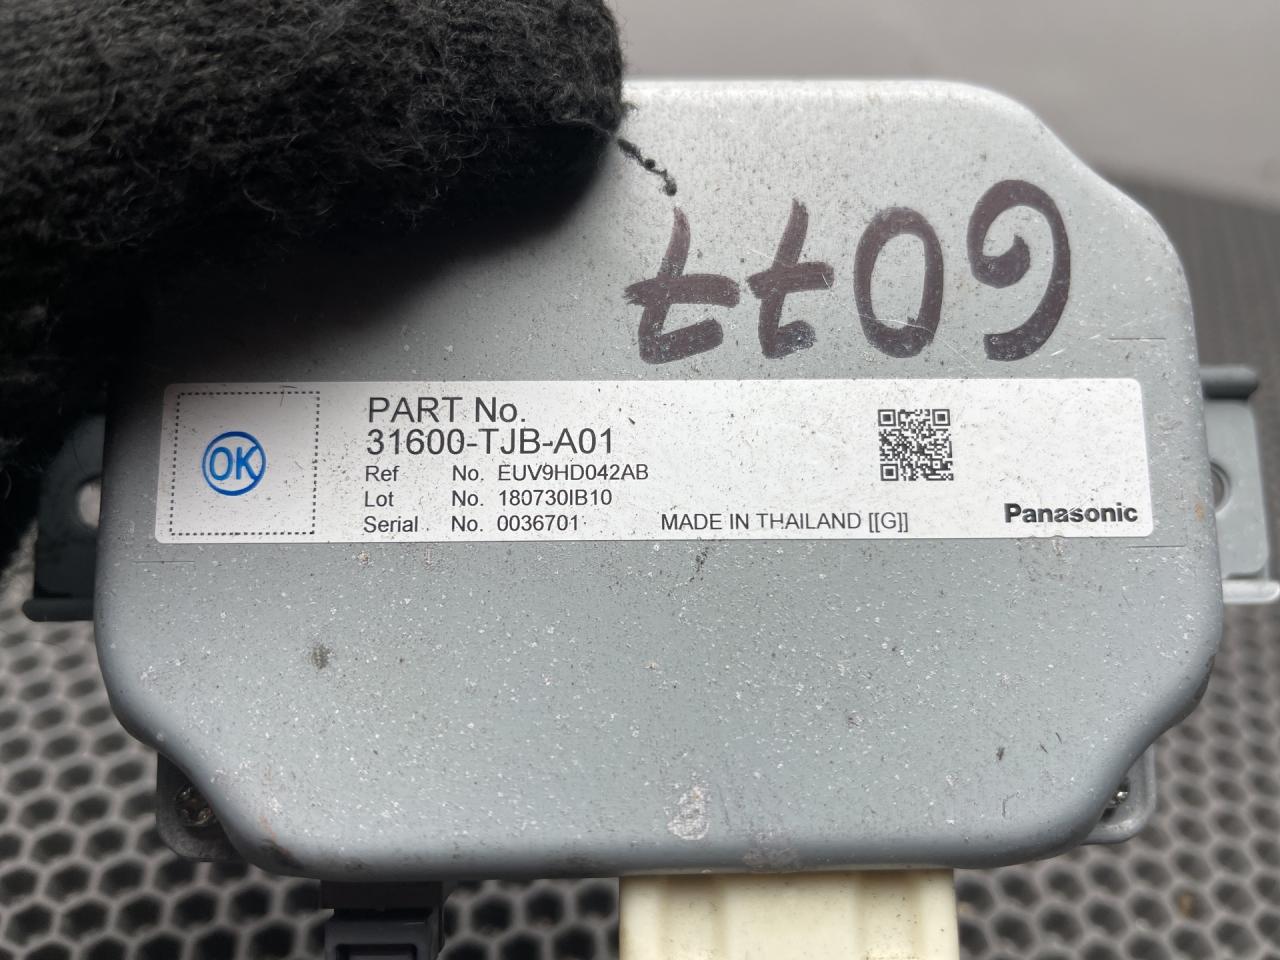 6077
OK
PART No.
31600-TJB-A01
Ref No. EUV9HD042AB
Lot No. 180730IB10
Serial No. 0036701 MADE IN THAILAND [[G]]
Panasonic